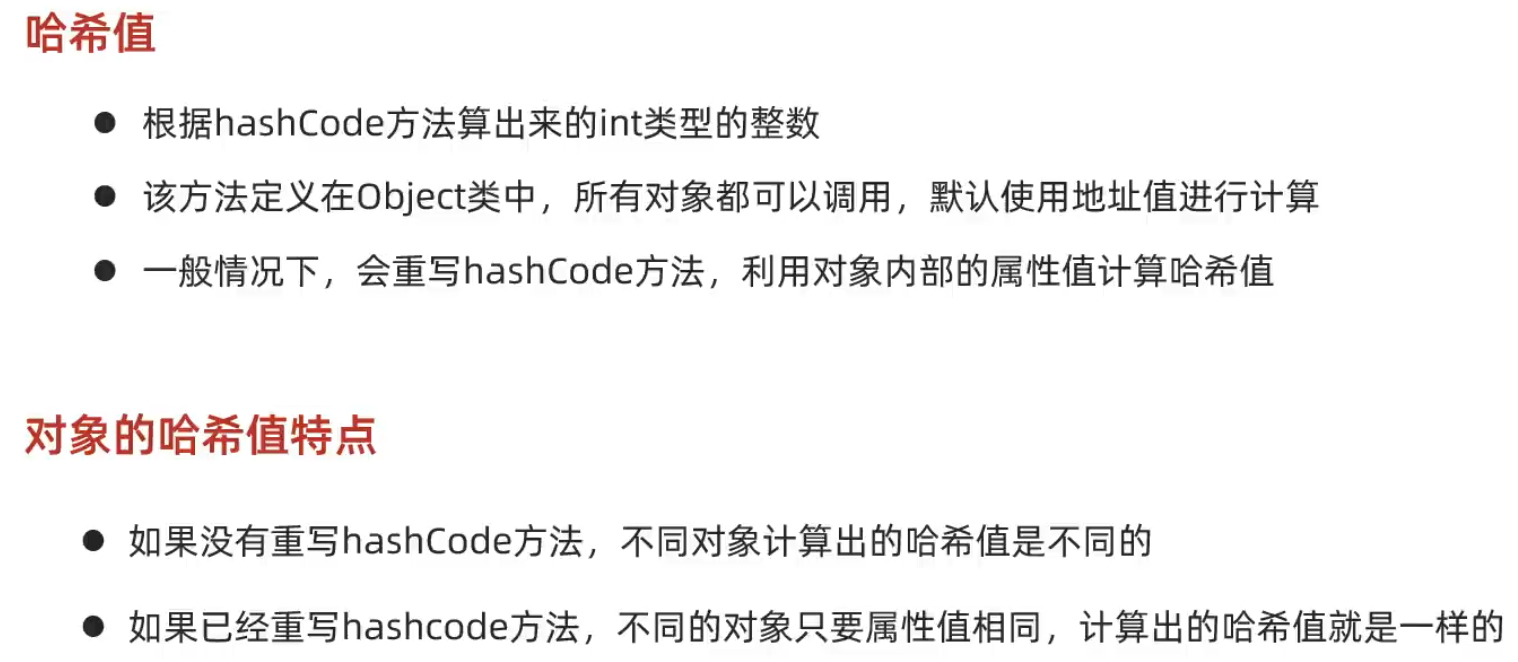 哈希值
● 根据hashCode方法算出来的int类型的整数
● 该方法定义在Object类中，所有对象都可以调用，默认使用地址值进行计算
● 一般情况下，会重写hashCode方法，利用对象内部的属性值计算哈希值
对象的哈希值特点
● 如果没有重写hashCode方法，不同对象计算出的哈希值是不同的
● 如果已经重写hashcode方法，不同的对象只要属性值相同，计算出的哈希值就是一样的